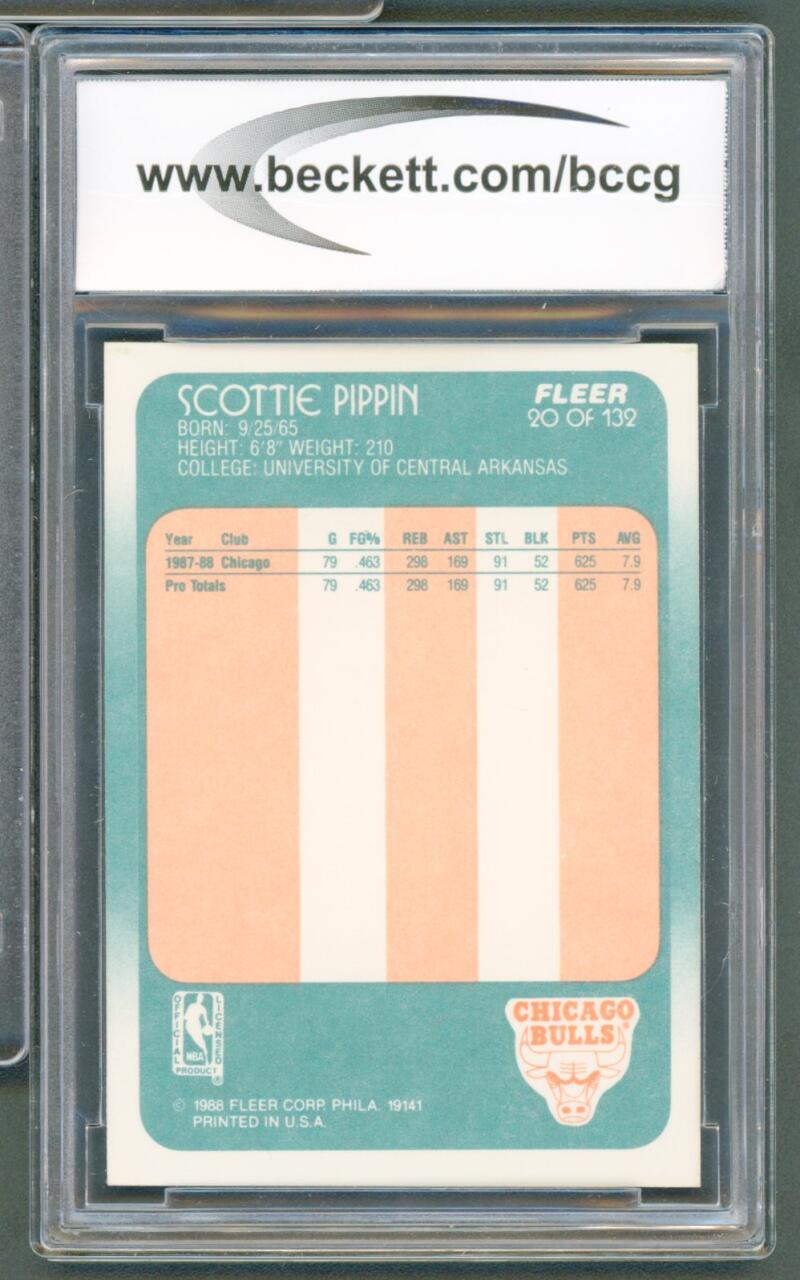 www.beckett.com/bccg
SCOTTIE PIPPIN
FLEER
20 OF 132
BORN: 9/25/65
HEIGHT: 6'8" WEIGHT: 210
COLLEGE: UNIVERSITY OF CENTRAL ARKANSAS
Year Club G FG% REB AST STL BLK PTS AVG
1987-88 Chicago 79 .463 298 169 91 52 625 7.9
Pro Totals 79 .463 298 169 91 52 625 7.9
OFFICIAL LICENSED
NBA
PRODUCT ®
CHICAGO
BULLS®
© 1988 FLEER CORP. PHILA. 19141
PRINTED IN U.S.A.